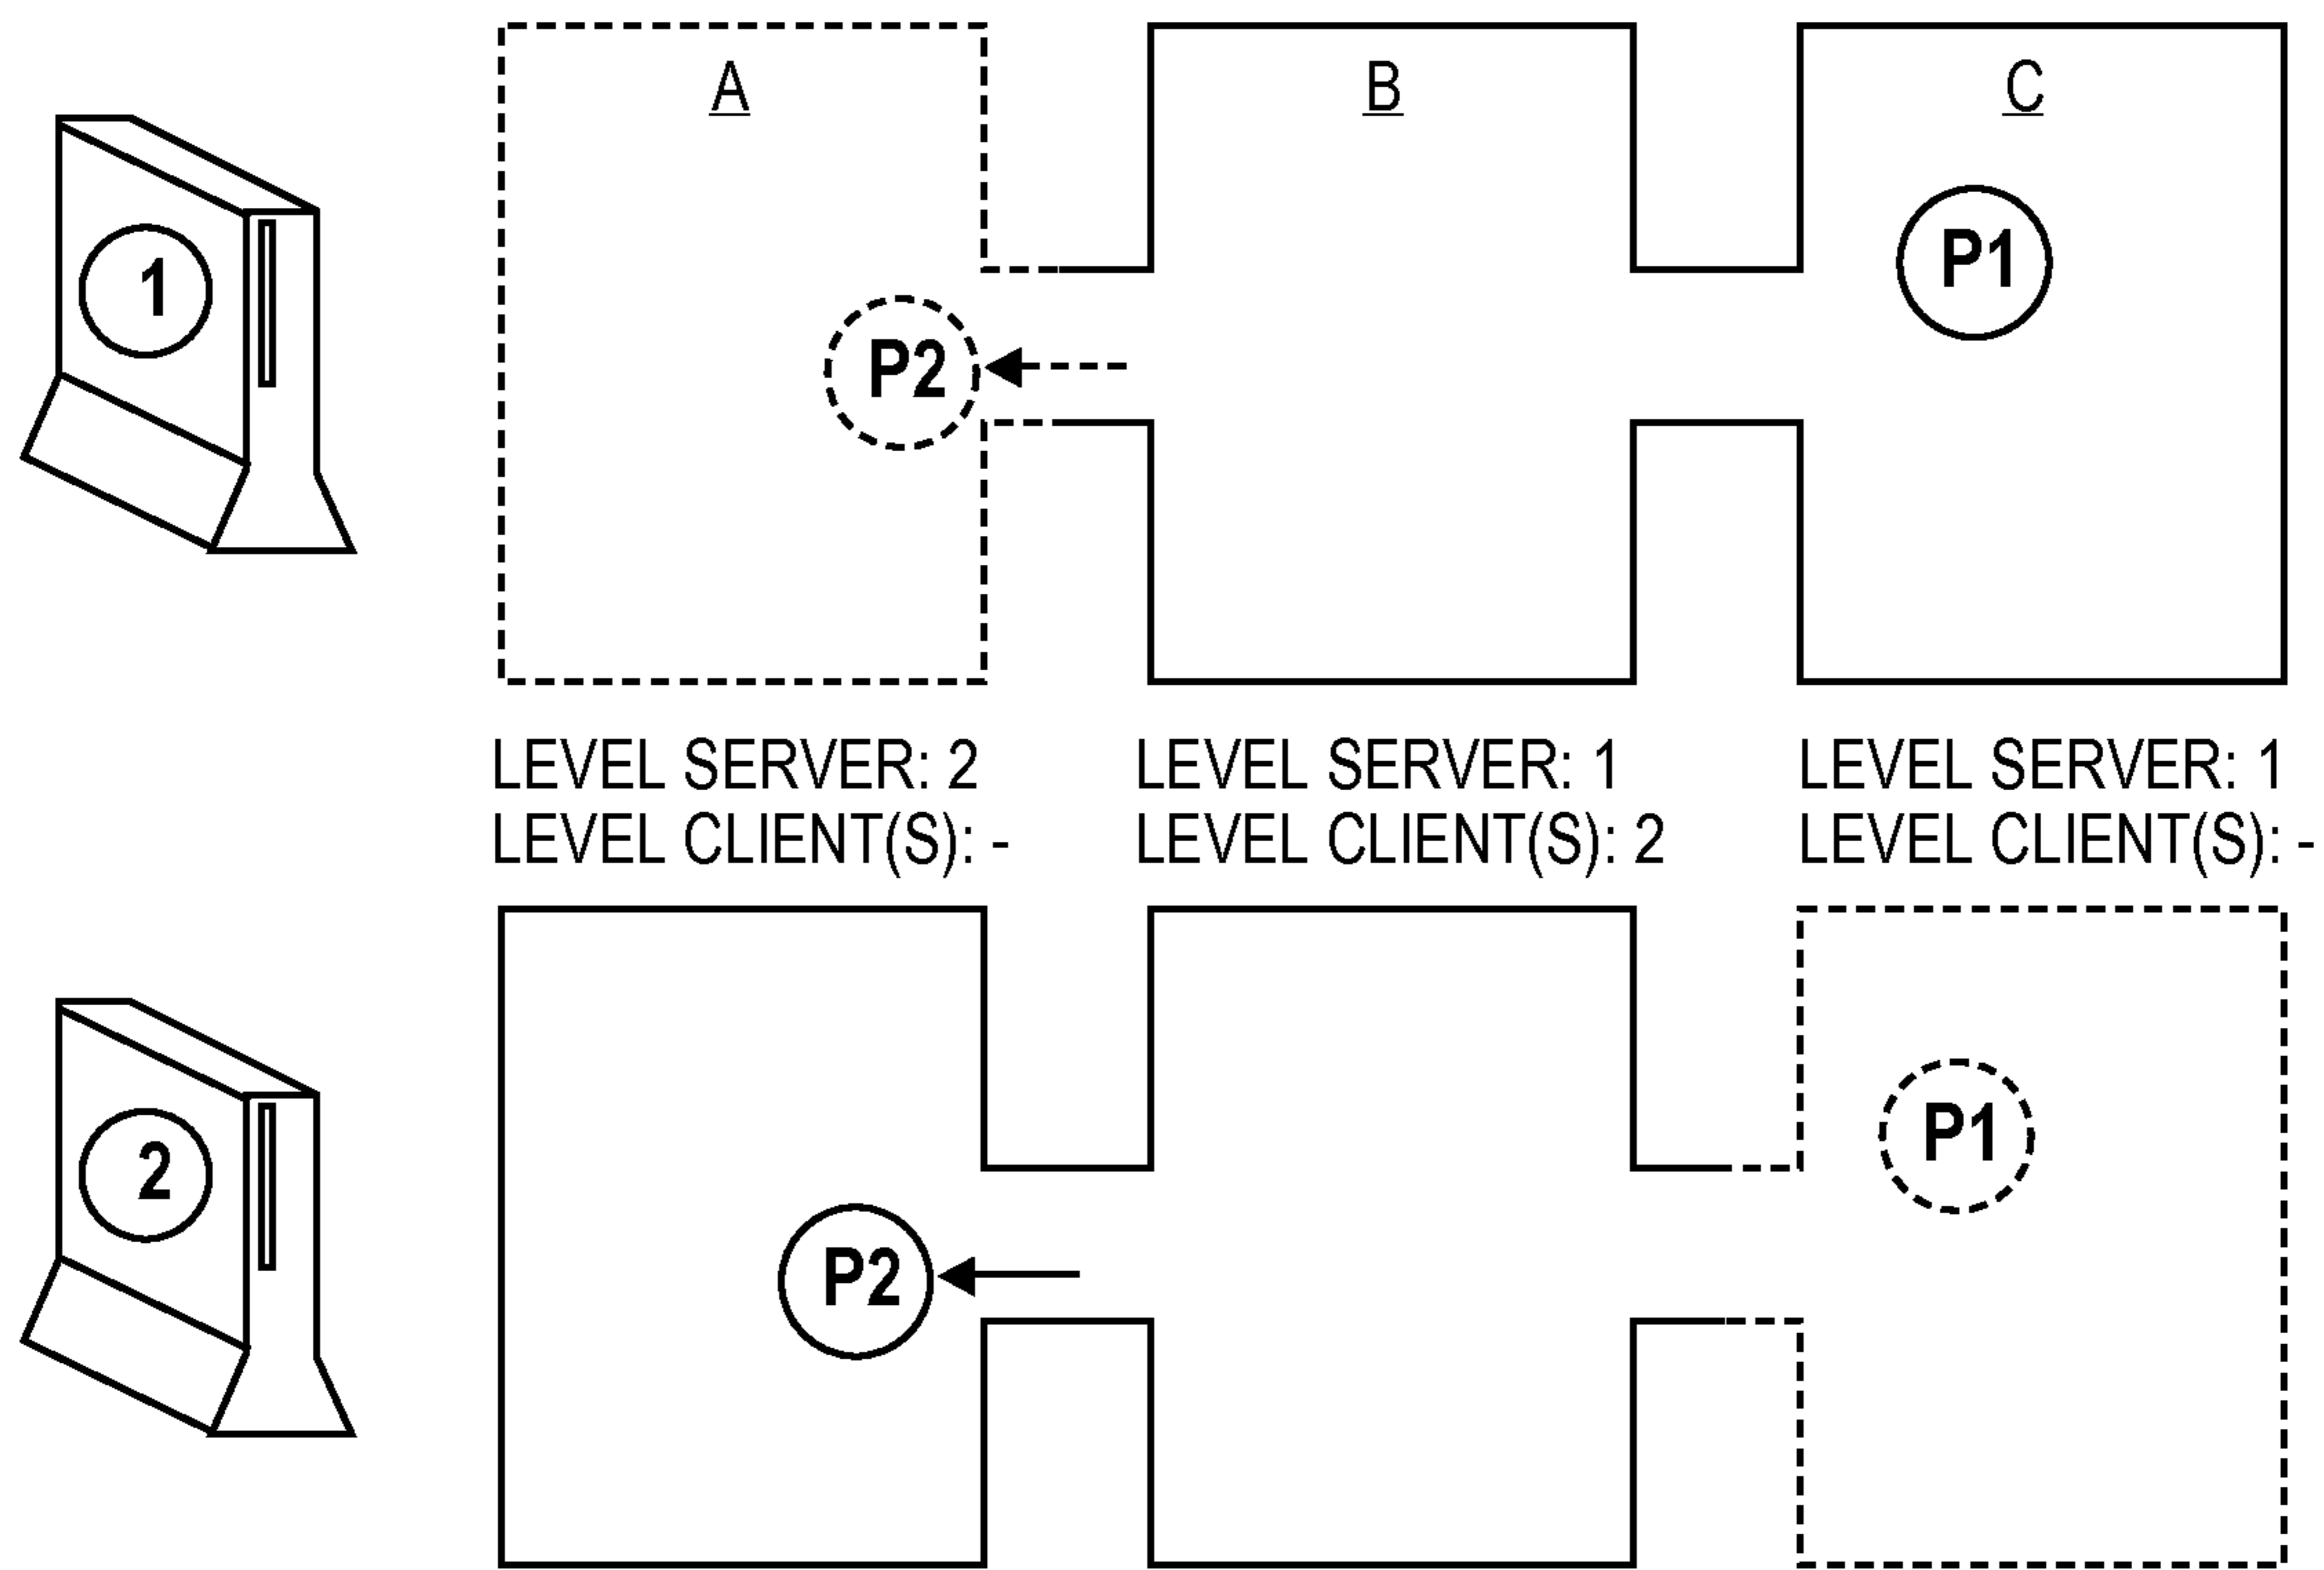 A
B
C
1
P1
P2
LEVEL SERVER: 2
LEVEL CLIENT(S): -
LEVEL SERVER: 1
LEVEL CLIENT(S): 2
LEVEL SERVER: 1
LEVEL CLIENT(S): -
2
P1
P2